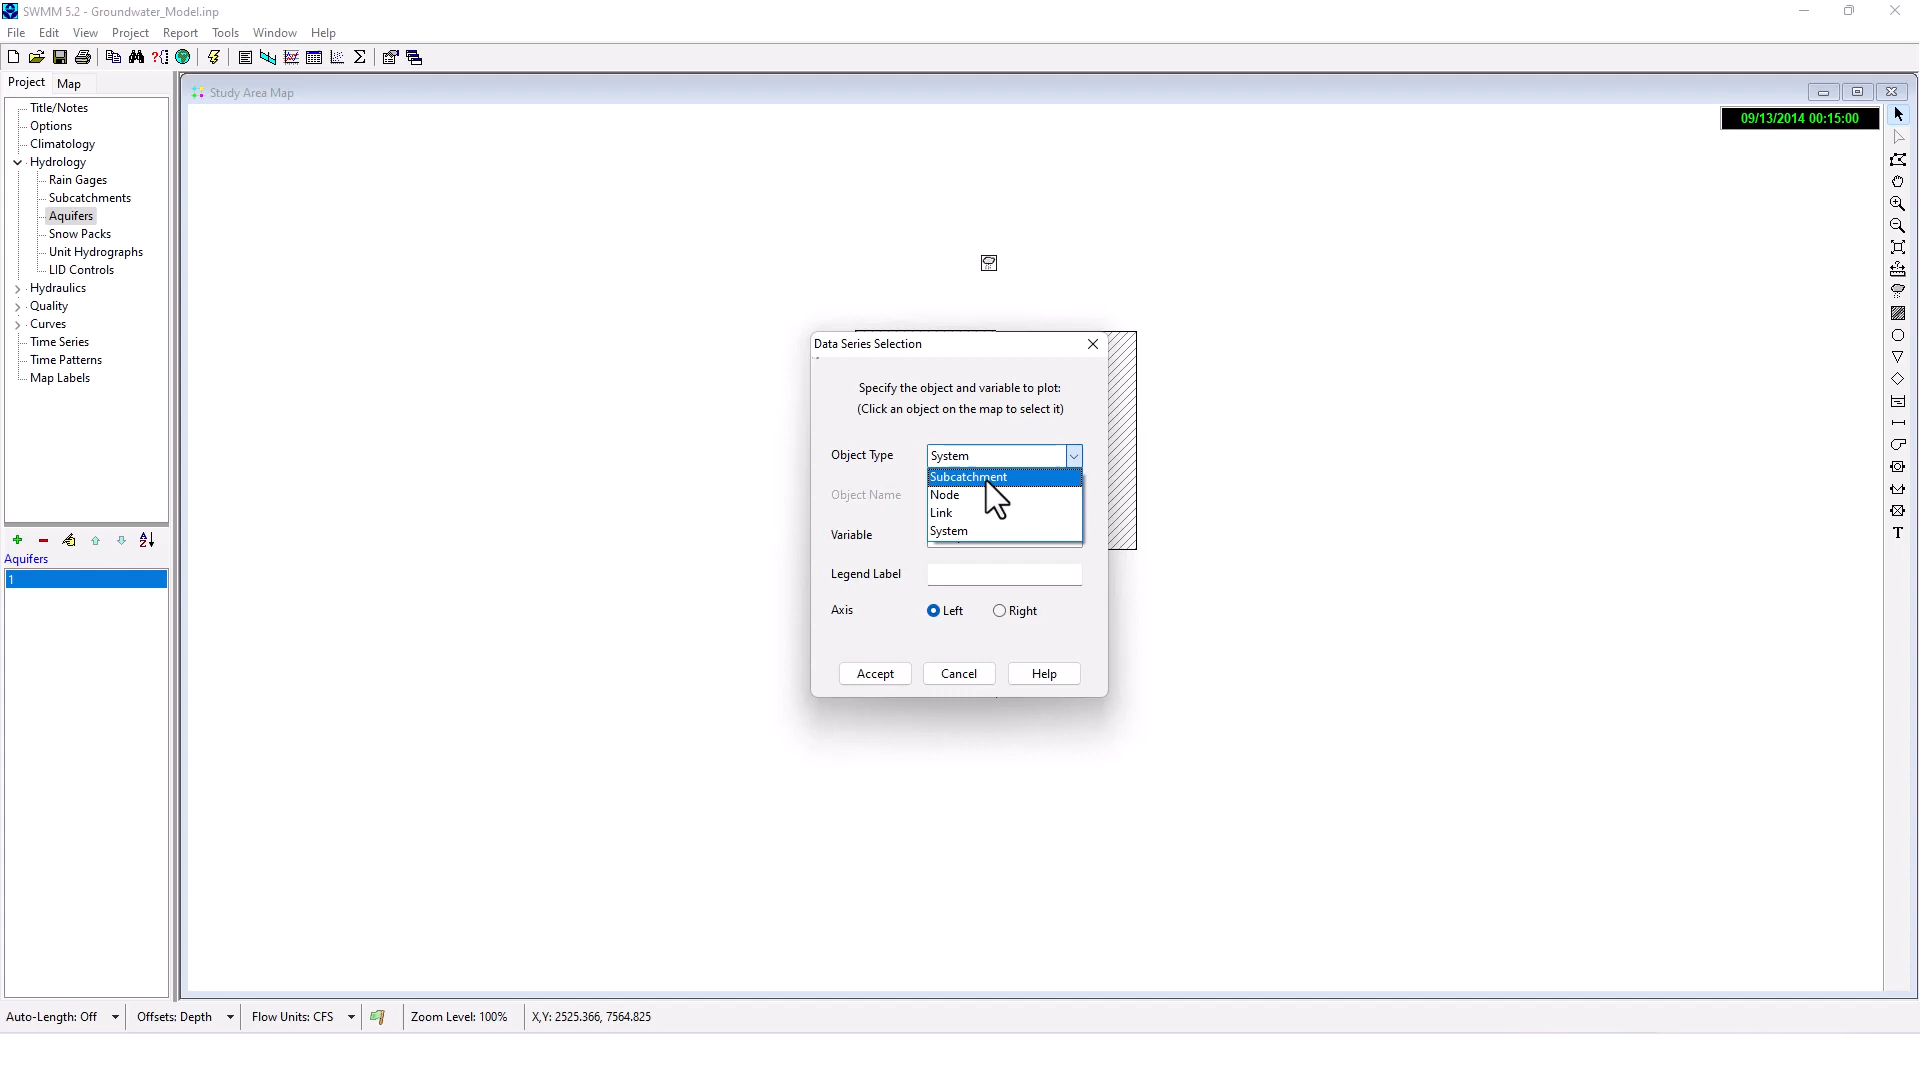 SWMM 5.2 - Groundwater_Model.inp
File Edit View Project Report Tools Window Help
Project Map
Study Area Map
09/13/2014 00:15:00
Title/Notes
Options
Climatology
Hydrology
Rain Gages
Subcatchments
Aquifers
Snow Packs
Unit Hydrographs
LID Controls
Hydraulics
Quality
Curves
Time Series
Time Patterns
Map Labels
Aquifers
1
Data Series Selection
Specify the object and variable to plot:
(Click an object on the map to select it)
Object Type System
Subcatchment
Object Name
Node
Link
System
Variable
Legend Label
Axis Left Right
Accept Cancel Help
Auto-Length: Off Offsets: Depth Flow Units: CFS Zoom Level: 100% X,Y: 2525.366, 7564.825